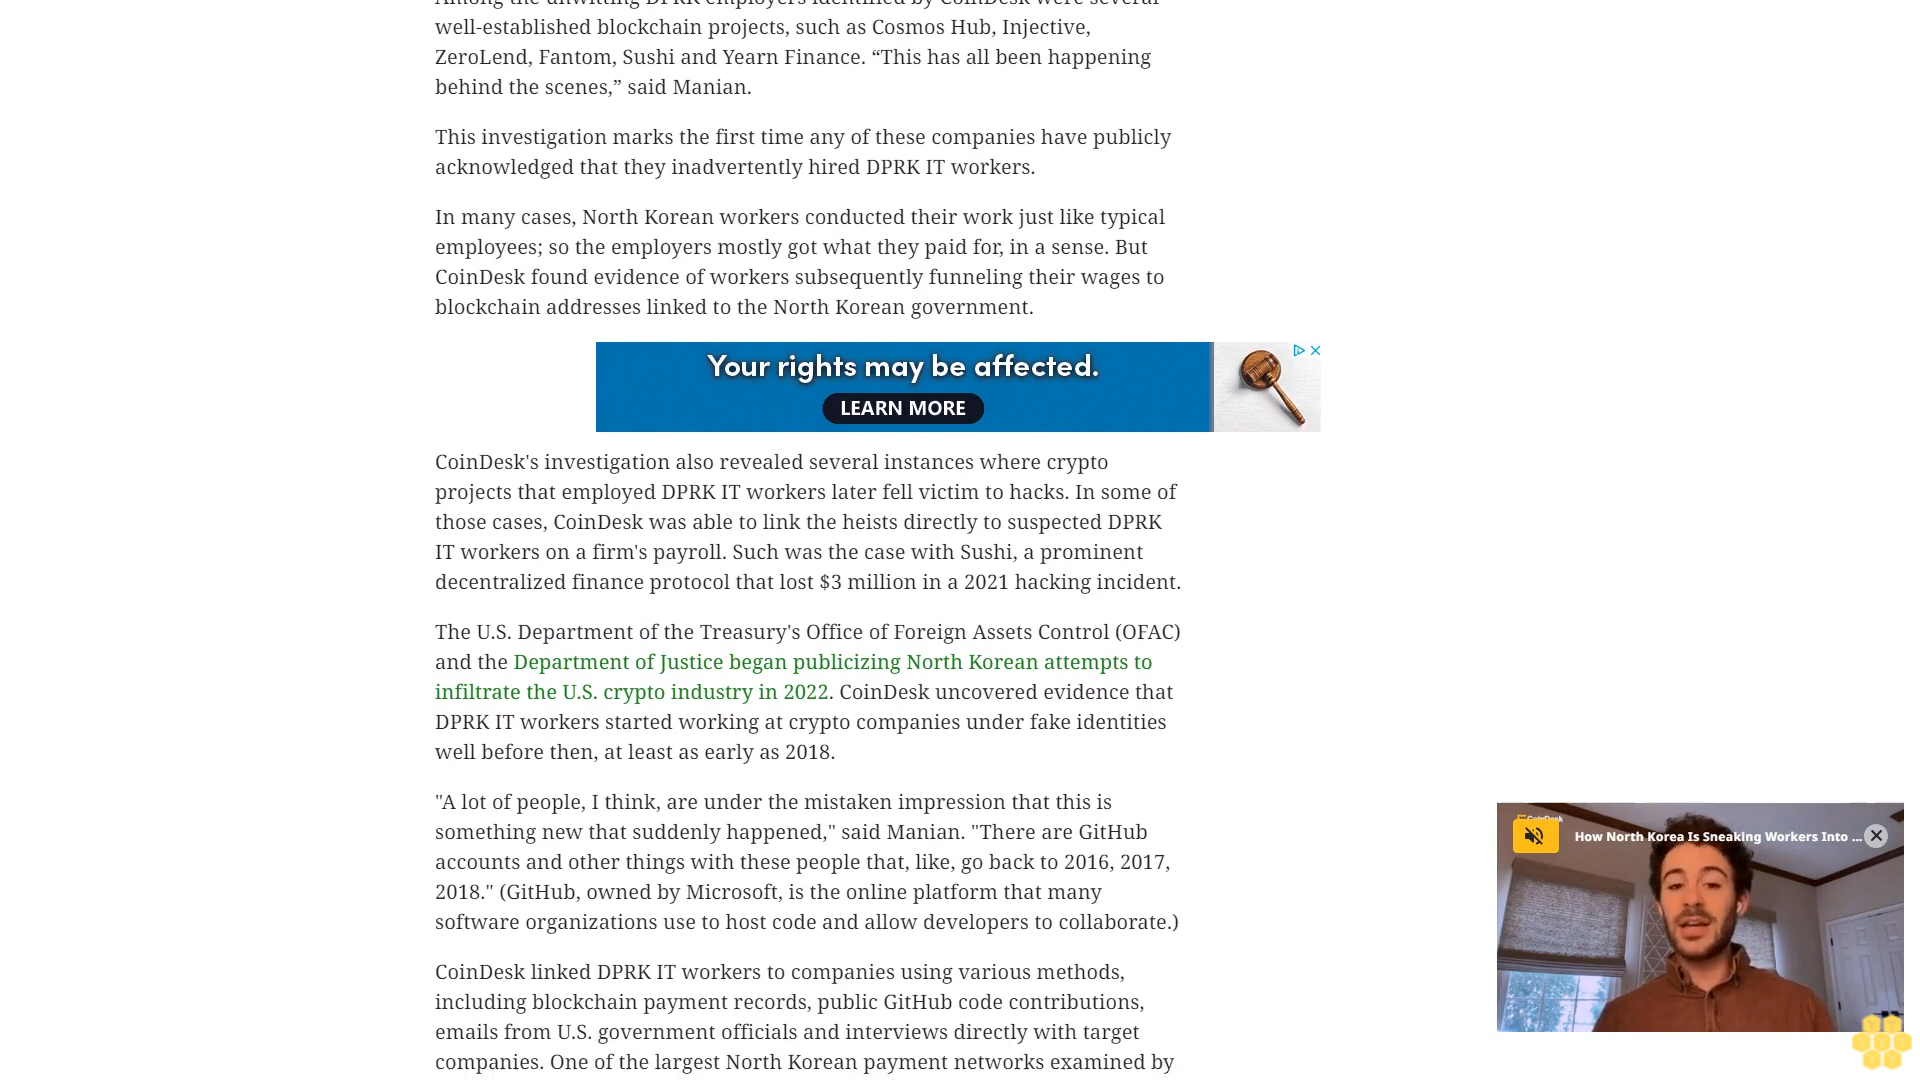 Among the unwitting DPRK employers identified by CoinDesk were several
well-established blockchain projects, such as Cosmos Hub, Injective,
ZeroLend, Fantom, Sushi and Yearn Finance. “This has all been happening
behind the scenes,” said Manian.
This investigation marks the first time any of these companies have publicly
acknowledged that they inadvertently hired DPRK IT workers.
In many cases, North Korean workers conducted their work just like typical
employees; so the employers mostly got what they paid for, in a sense. But
CoinDesk found evidence of workers subsequently funneling their wages to
blockchain addresses linked to the North Korean government.
Your rights may be affected.
LEARN MORE
CoinDesk's investigation also revealed several instances where crypto
projects that employed DPRK IT workers later fell victim to hacks. In some of
those cases, CoinDesk was able to link the heists directly to suspected DPRK
IT workers on a firm's payroll. Such was the case with Sushi, a prominent
decentralized finance protocol that lost $3 million in a 2021 hacking incident.
The U.S. Department of the Treasury's Office of Foreign Assets Control (OFAC)
and the Department of Justice began publicizing North Korean attempts to
infiltrate the U.S. crypto industry in 2022. CoinDesk uncovered evidence that
DPRK IT workers started working at crypto companies under fake identities
well before then, at least as early as 2018.
"A lot of people, I think, are under the mistaken impression that this is
something new that suddenly happened," said Manian. "There are GitHub
accounts and other things with these people that, like, go back to 2016, 2017,
2018." (GitHub, owned by Microsoft, is the online platform that many
software organizations use to host code and allow developers to collaborate.)
CoinDesk linked DPRK IT workers to companies using various methods,
including blockchain payment records, public GitHub code contributions,
emails from U.S. government officials and interviews directly with target
companies. One of the largest North Korean payment networks examined by
CoinDesk
How North Korea Is Sneaking Workers Into ...